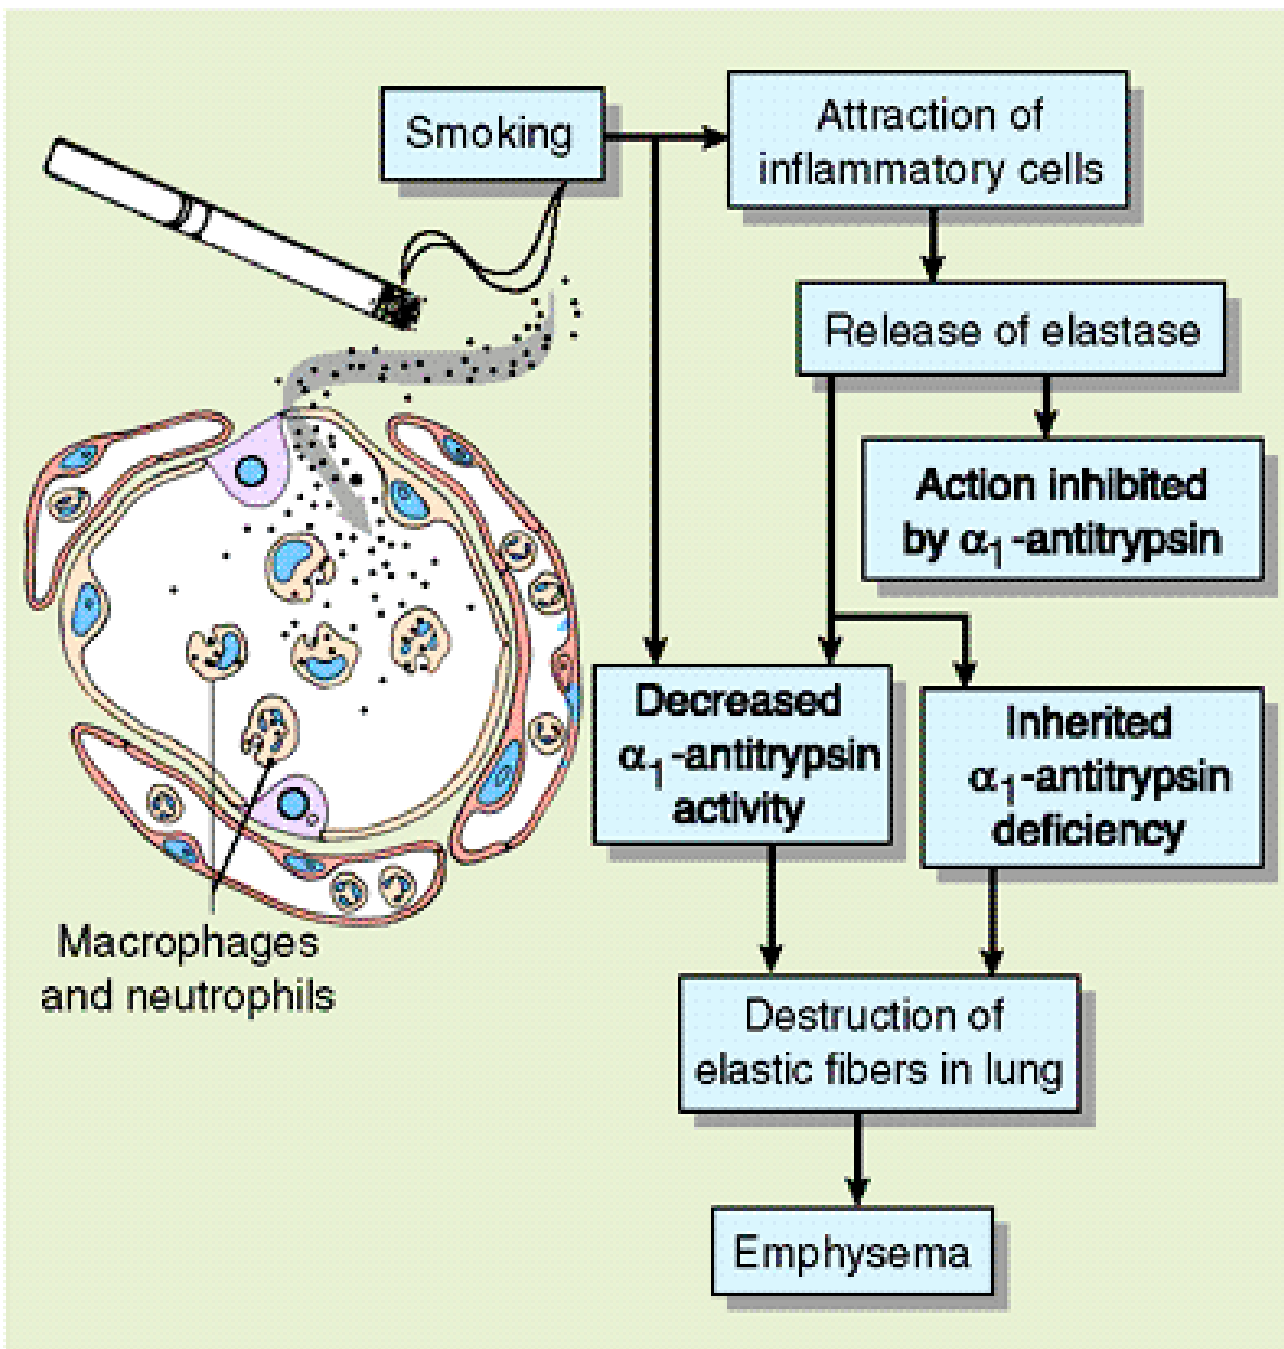 Smoking
Attraction of
inflammatory cells
Release of elastase
Action inhibited
by α1-antitrypsin
Decreased
α1-antitrypsin
activity
Inherited
α1-antitrypsin
deficiency
Macrophages
and neutrophils
Destruction of
elastic fibers in lung
Emphysema